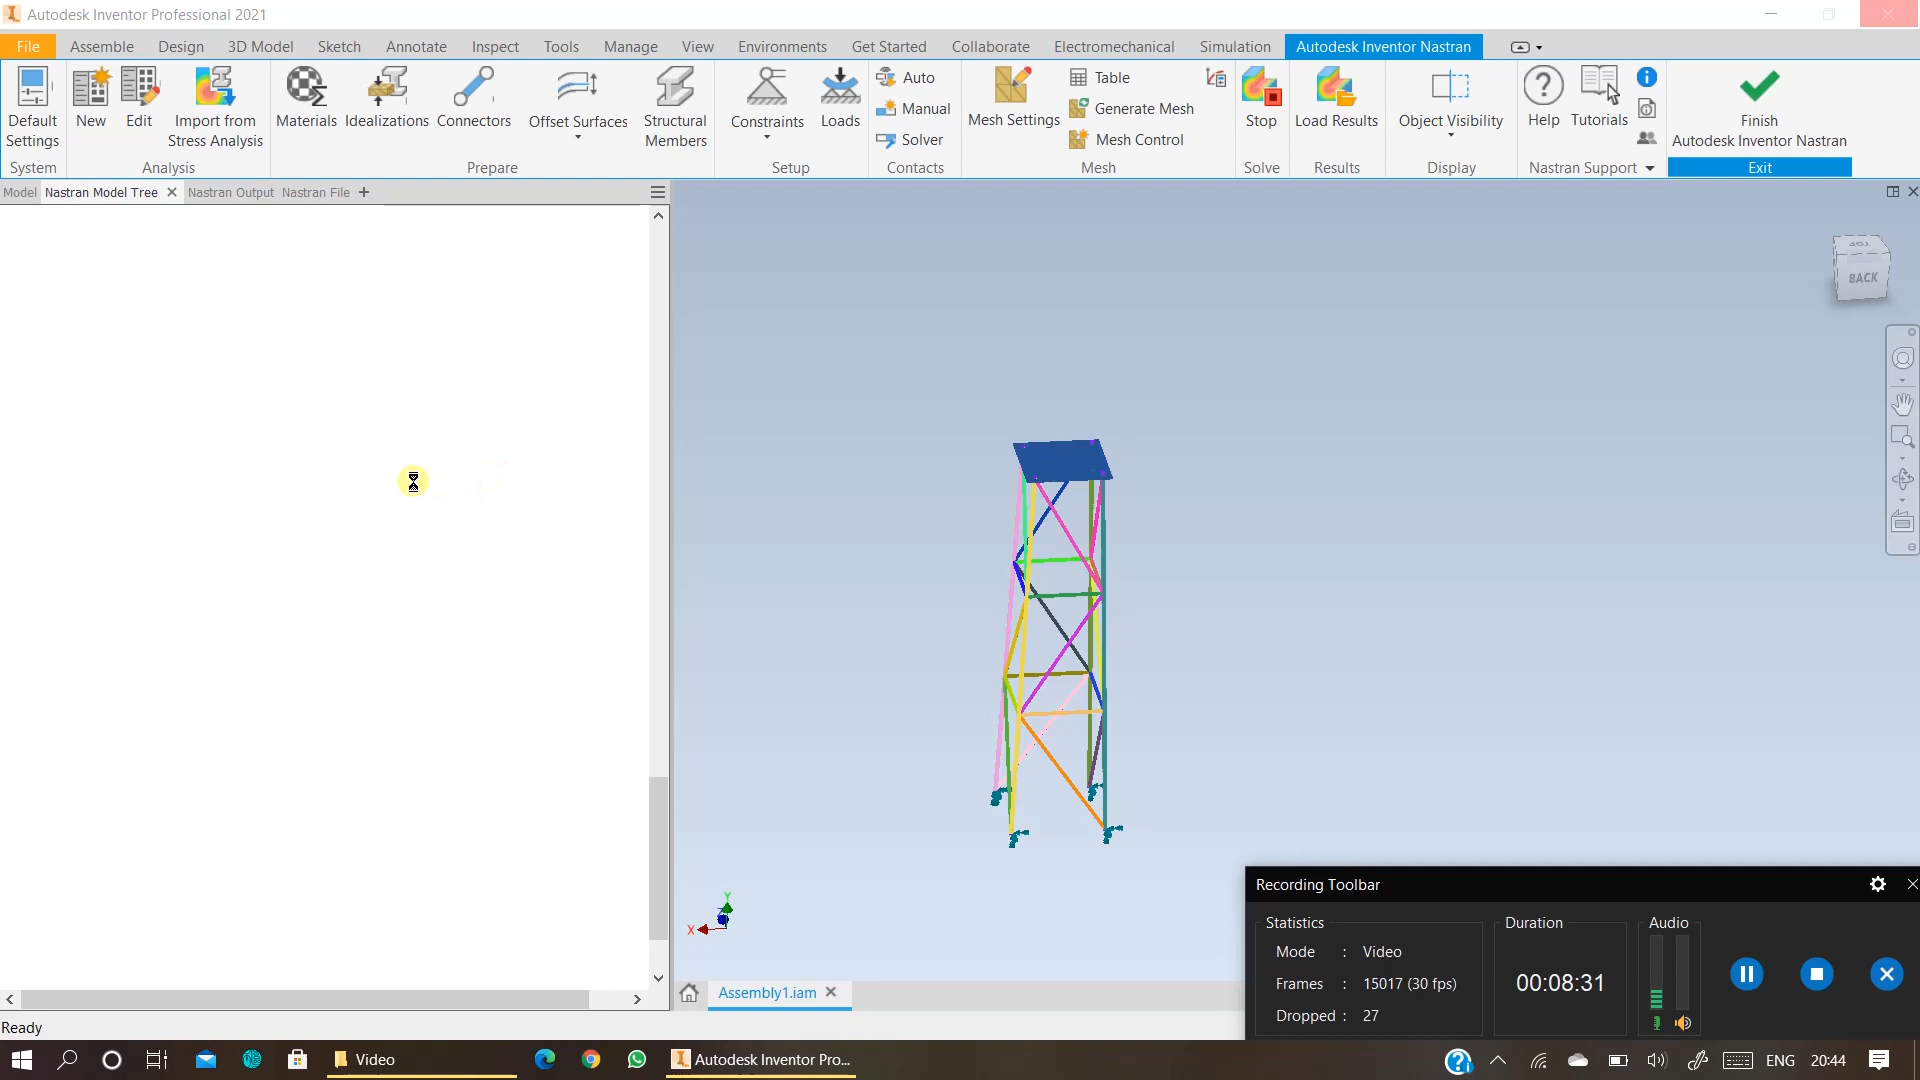 Autodesk Inventor Professional 2021
File Assemble Design 3D Model Sketch Annotate Inspect Tools Manage View Environments Get Started Collaborate Electromechanical Simulation Autodesk Inventor Nastran
Default Settings
New
Edit
Import from Stress Analysis
Materials
Idealizations
Connectors
Offset Surfaces
Structural Members
Constraints
Loads
Auto
Manual
Solver
Mesh Settings
Table
Generate Mesh
Mesh Control
Stop
Load Results
Object Visibility
Help
Tutorials
Finish
Autodesk Inventor Nastran
System Analysis Prepare Setup Contacts Mesh Solve Results Display Nastran Support Exit
Model Nastran Model Tree Nastran Output Nastran File
TOP
BACK
Y
X
Assembly1.iam
Ready
Recording Toolbar
Statistics
Mode : Video
Frames : 15017 (30 fps)
Dropped : 27
Duration
00:08:31
Audio
Video
Autodesk Inventor Pro...
ENG
20:44